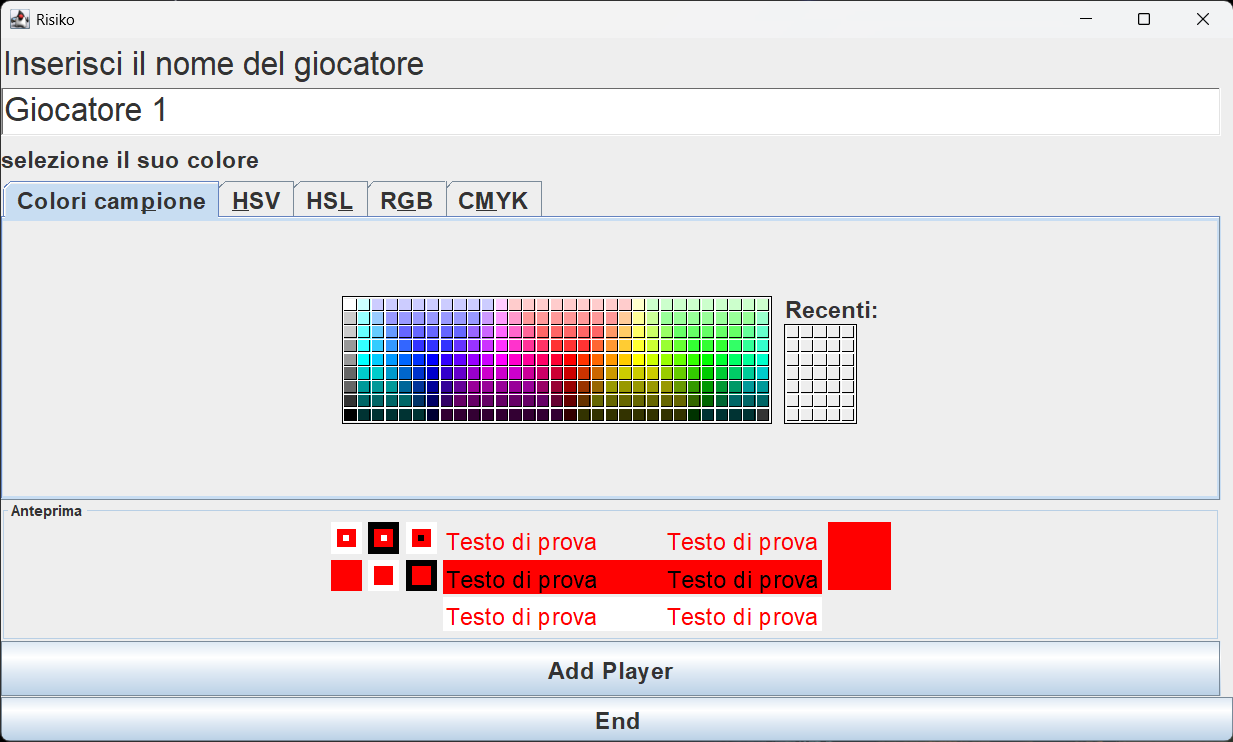 Risiko
Inserisci il nome del giocatore
Giocatore 1
selezione il suo colore
Colori campione HSV HSL RGB CMYK
Recenti:
Anteprima
Testo di prova Testo di prova
Testo di prova Testo di prova
Testo di prova Testo di prova
Add Player
End